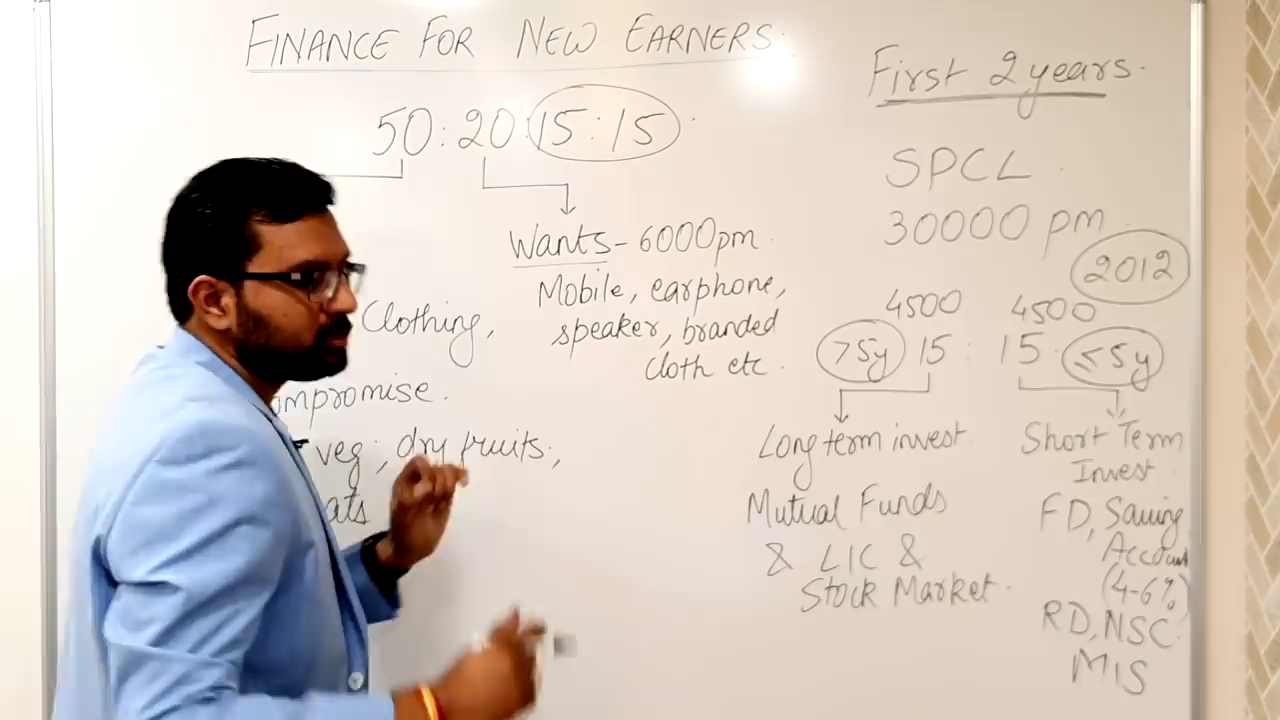 FINANCE FOR NEW EARNERS.
50 : 20 : 15 : 15
Wants - 6000pm
Mobile, earphone,
speaker, branded
cloth etc.
Clothing,
ompromise.
veg, dry fruits,
ats
First 2 years.
SPCL
30000 pm
2012
4500 4500
>5y 15 : 15 ≤5y
Long term invest
Mutual Funds
& LIC &
Stock Market.
Short Term
Invest
FD, Saving
Account
(4-6%)
RD, NSC
MIS